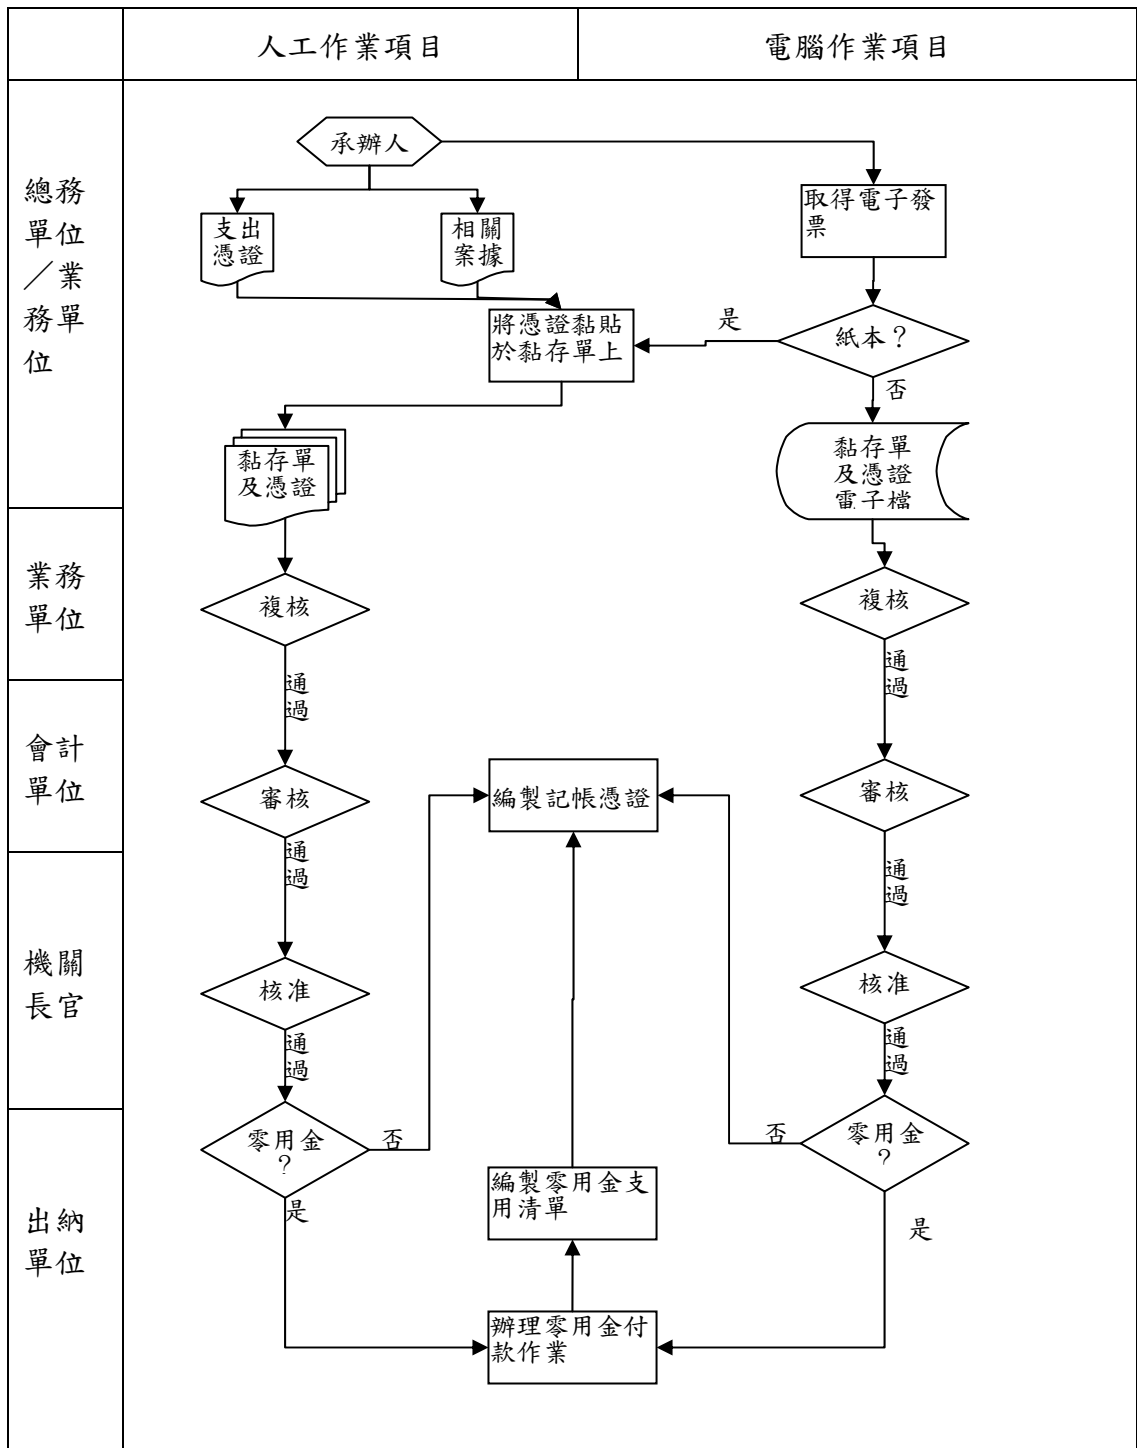 人工作業項目
電腦作業項目
總務
單位
／業
務單
位
承辦人
支出
憑證
相關
案據
取得電子發
票
將憑證黏貼
於黏存單上
是
紙本？
否
黏存單
及憑證
黏存單
及憑證
電子檔
業務
單位
複核
複核
通
過
通
過
會計
單位
審核
編製記帳憑證
審核
通
過
通
過
機關
長官
核准
核准
通
過
通
過
出納
單位
零用金
？
否
否
零用金
？
是
編製零用金支
用清單
是
辦理零用金付
款作業